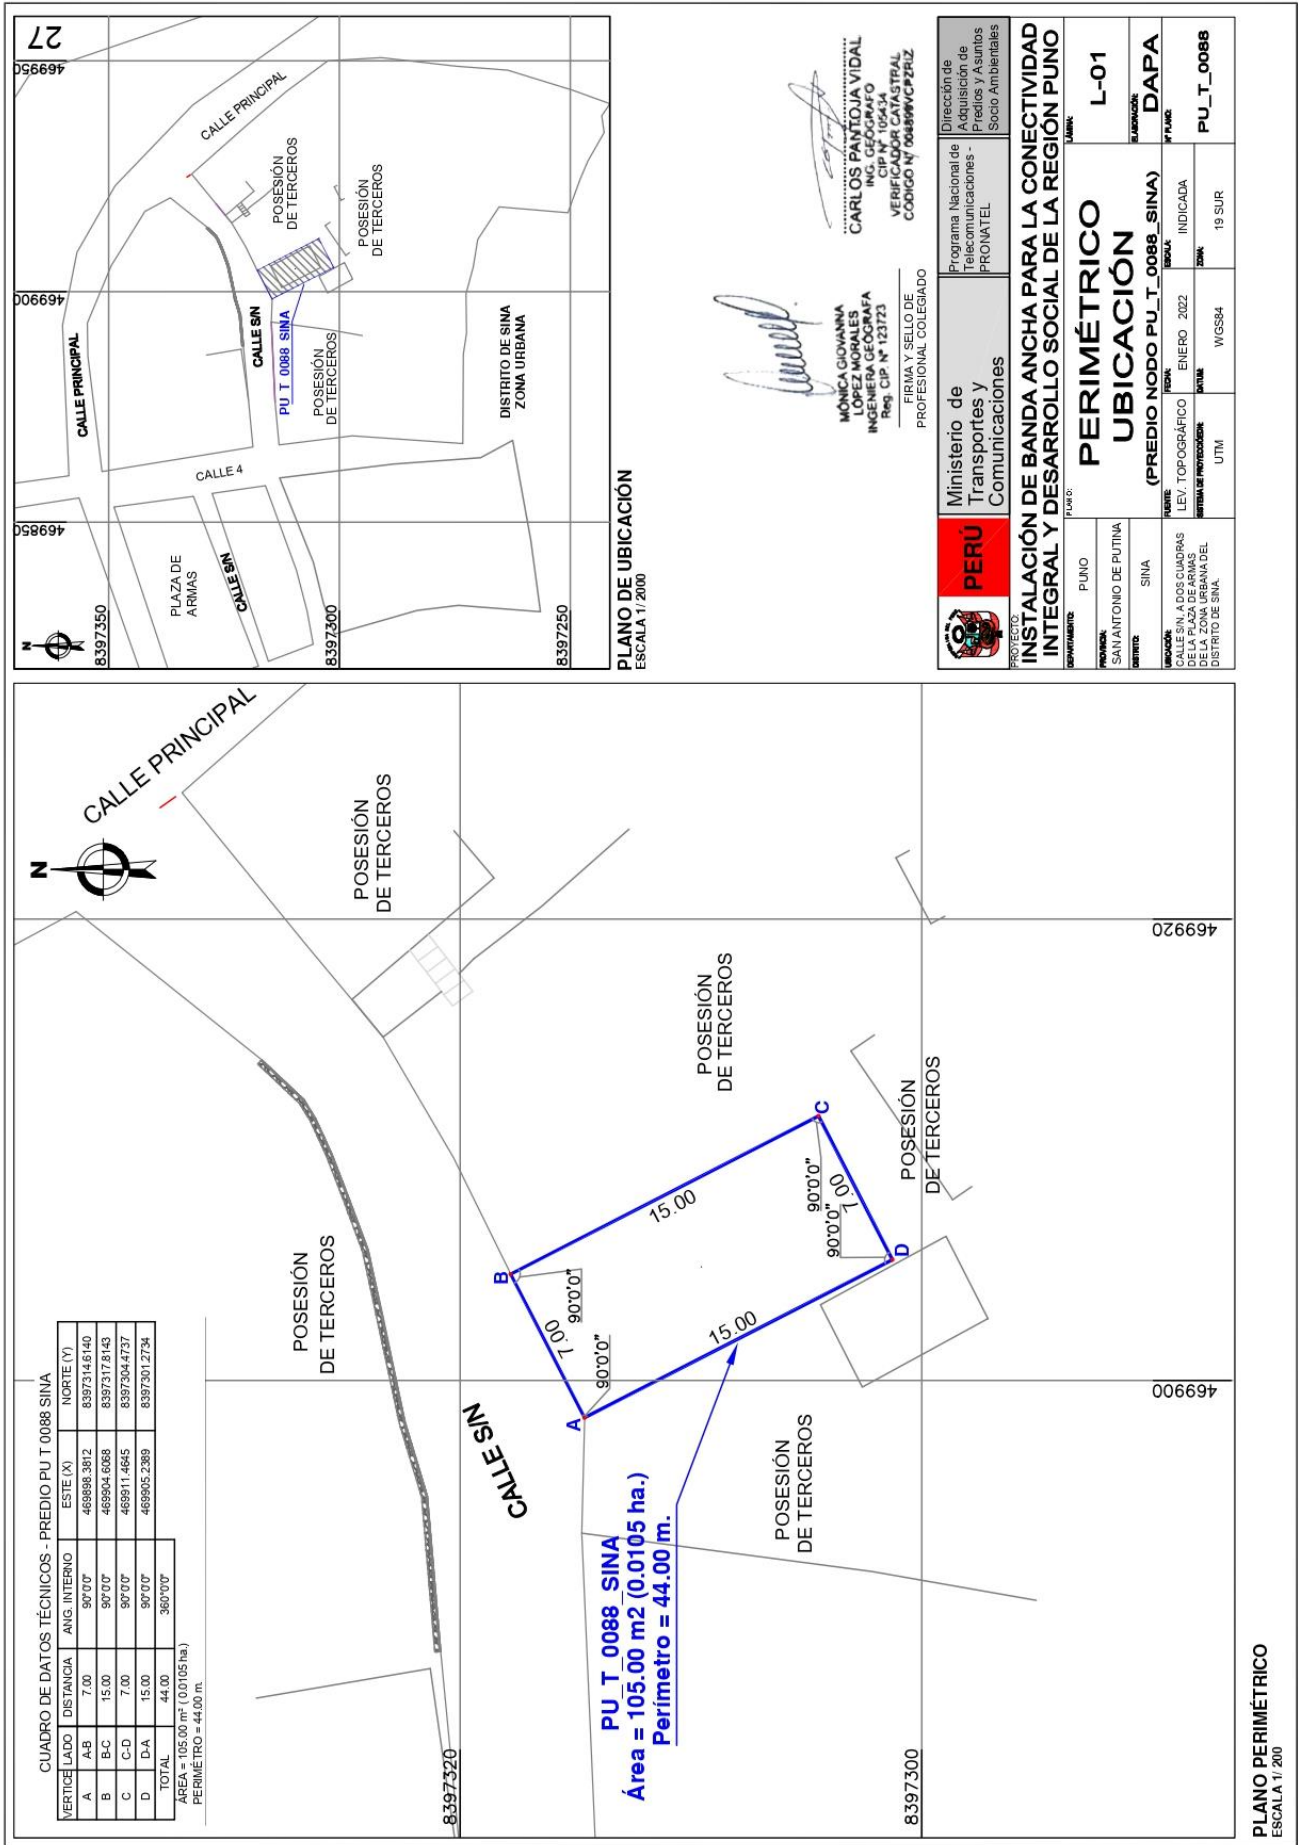 CUADRO DE DATOS TÉCNICOS - PREDIO PU T 0088 SINA
VERTICE LADO DISTANCIA ANG. INTERNO ESTE (X) NORTE (Y)
A A-B 7.00 90°0'0" 469898.3812 8397314.6140
B B-C 15.00 90°0'0" 469904.6068 8397317.8143
C C-D 7.00 90°0'0" 469911.4645 8397304.4737
D D-A 15.00 90°0'0" 469905.2389 8397301.2734
TOTAL 44.00 360°0'0"
ÁREA = 105.00 m² ( 0.0105 ha.)
PERIMÉTRO = 44.00 m.
N
CALLE PRINCIPAL
POSESIÓN
DE TERCEROS
POSESIÓN
DE TERCEROS
POSESIÓN
DE TERCEROS
POSESIÓN
DE TERCEROS
POSESIÓN
DE TERCEROS
CALLE S/N
A
B
C
D
7.00
15.00
7.00
15.00
90°0'0"
90°0'0"
90°0'0"
90°0'0"
PU_T_0088_SINA
Área = 105.00 m2 (0.0105 ha.)
Perímetro = 44.00 m.
8397320
8397300
469900
469920
PLANO PERIMÉTRICO
ESCALA 1/ 200
27
N
469850
469900
469950
8397350
8397300
8397250
CALLE PRINCIPAL
CALLE PRINCIPAL
PLAZA DE
ARMAS
CALLE S/N
CALLE 4
CALLE S/N
PU_T_0088_SINA
POSESIÓN
DE TERCEROS
POSESIÓN
DE TERCEROS
POSESIÓN
DE TERCEROS
DISTRITO DE SINA
ZONA URBANA
PLANO DE UBICACIÓN
ESCALA 1/ 2000
MÓNICA GIOVANNA
LÓPEZ MORALES
INGENIERA GEÓGRAFA
Reg. CIP. N° 123723
FIRMA Y SELLO DE
PROFESIONAL COLEGIADO
CARLOS PANTOJA VIDAL
ING. GEÓGRAFO
CIP N° 105434
VERIFICADOR CATASTRAL
PERÚ
Ministerio de
Transportes y
Comunicaciones
Programa Nacional de
Telecomunicaciones -
PRONATEL
Dirección de
Adquisición de
Predios y Asuntos
Socio Ambientales
PROYECTO:
INSTALACIÓN DE BANDA ANCHA PARA LA CONECTIVIDAD
INTEGRAL Y DESARROLLO SOCIAL DE LA REGIÓN PUNO
DEPARTAMENTO:
PUNO
PROVINCIA:
SAN ANTONIO DE PUTINA
DISTRITO:
SINA
UBICACIÓN:
CALLE S/N, A DOS CUADRAS
DE LA PLAZA DE ARMAS
DE LA ZONA URBANA DEL
DISTRITO DE SINA.
PLANO:
PERIMÉTRICO
UBICACIÓN
(PREDIO NODO PU_T_0088_SINA)
FUENTE:
LEV. TOPOGRÁFICO
FECHA:
ENERO 2022
ESCALA:
INDICADA
SISTEMA DE PROYECCIÓN:
UTM
DATUM:
WGS84
ZONA:
19 SUR
LÁMINA:
L-01
ELABORACIÓN:
DAPA
N° PLANO:
PU_T_0088